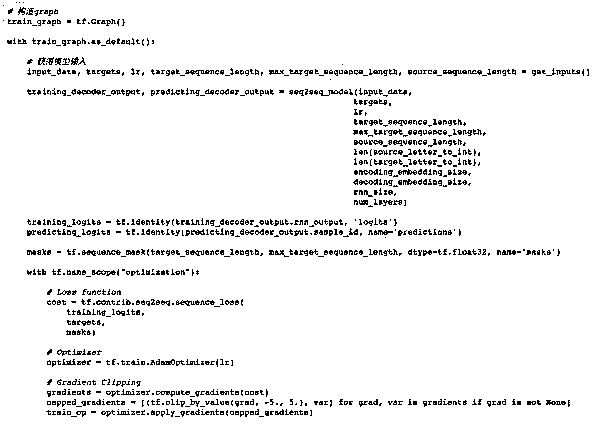 # 构造graph
train_graph = tf.Graph()
with train_graph.as_default():
# 获得模型输入
input_data, targets, lr, target_sequence_length, max_target_sequence_length, source_sequence_length = get_inputs()
training_decoder_output, predicting_decoder_output = seq2seq_model(input_data,
targets,
lr,
target_sequence_length,
max_target_sequence_length,
source_sequence_length,
len(source_letter_to_int),
len(target_letter_to_int),
encoding_embedding_size,
decoding_embedding_size,
rnn_size,
num_layers)
training_logits = tf.identity(training_decoder_output.rnn_output, 'logits')
predicting_logits = tf.identity(predicting_decoder_output.sample_id, name='predictions')
masks = tf.sequence_mask(target_sequence_length, max_target_sequence_length, dtype=tf.float32, name='masks')
with tf.name_scope("optimization"):
# Loss function
cost = tf.contrib.seq2seq.sequence_loss(
training_logits,
targets,
masks)
# Optimizer
optimizer = tf.train.AdamOptimizer(lr)
# Gradient Clipping
gradients = optimizer.compute_gradients(cost)
capped_gradients = [(tf.clip_by_value(grad, -5., 5.), var) for grad, var in gradients if grad is not None]
train_op = optimizer.apply_gradients(capped_gradients)